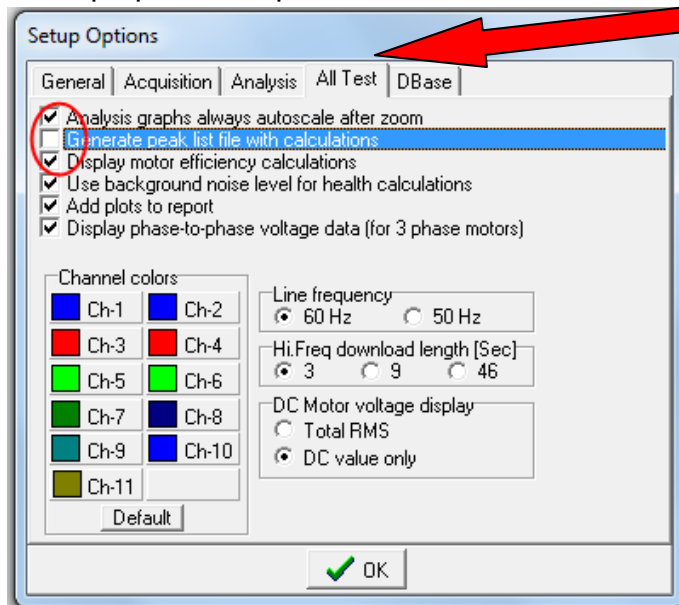 Setup Options
General Acquisition Analysis All Test DBase
Analysis graphs always autoscale after zoom
Generate peak list file with calculations
Display motor efficiency calculations
Use background noise level for health calculations
Add plots to report
Display phase-to-phase voltage data (for 3 phase motors)
Channel colors
Ch-1 Ch-2
Ch-3 Ch-4
Ch-5 Ch-6
Ch-7 Ch-8
Ch-9 Ch-10
Ch-11
Default
Line frequency
60 Hz 50 Hz
Hi.Freq download length [Sec]
3 9 46
DC Motor voltage display
Total RMS
DC value only
OK